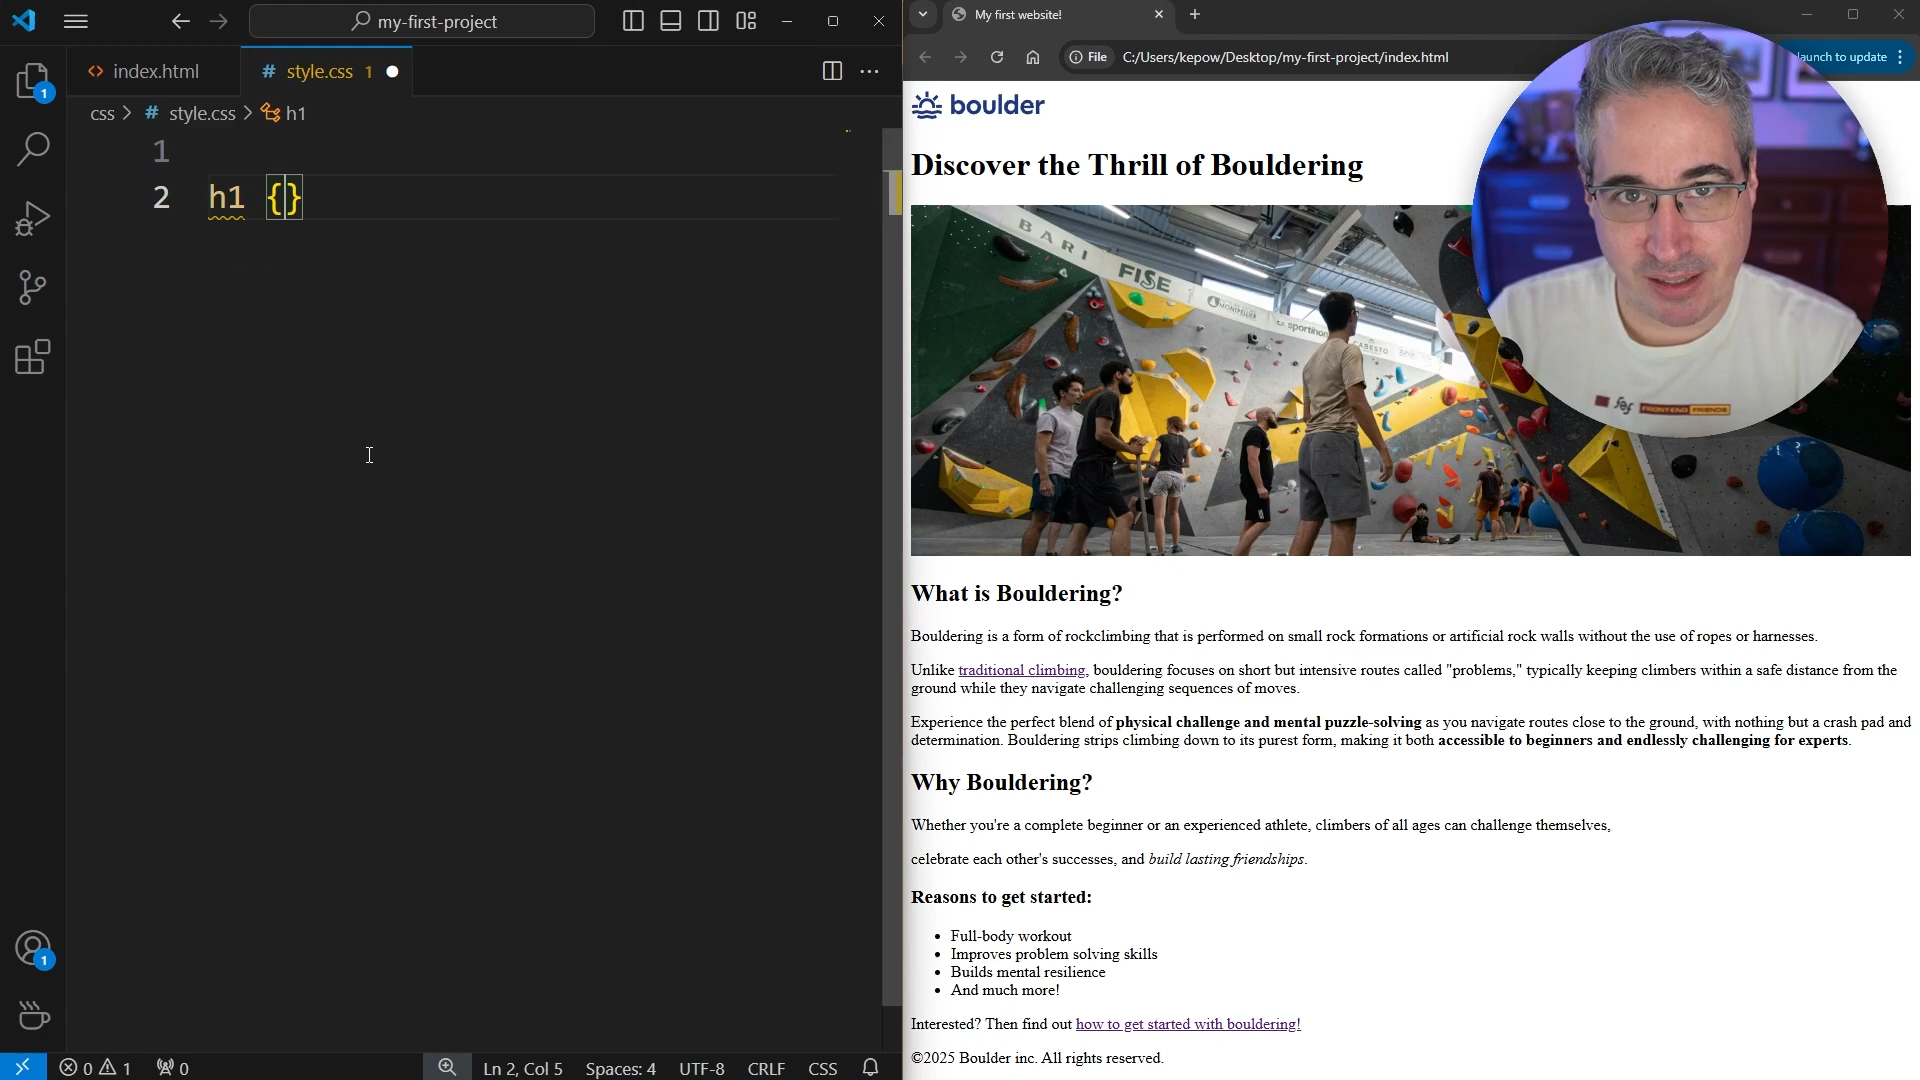 my-first-project
index.html
# style.css 1
css > # style.css > h1
1
2 h1 {}
1
1
0 1 0
Ln 2, Col 5 Spaces: 4 UTF-8 CRLF CSS
My first website!
File C:/Users/kepow/Desktop/my-first-project/index.html
launch to update
boulder
Discover the Thrill of Bouldering
BARI FISE
MONTPELLIER
CABESTO
What is Bouldering?
Bouldering is a form of rockclimbing that is performed on small rock formations or artificial rock walls without the use of ropes or harnesses.
Unlike traditional climbing, bouldering focuses on short but intensive routes called "problems," typically keeping climbers within a safe distance from the
ground while they navigate challenging sequences of moves.
Experience the perfect blend of physical challenge and mental puzzle-solving as you navigate routes close to the ground, with nothing but a crash pad and
determination. Bouldering strips climbing down to its purest form, making it both accessible to beginners and endlessly challenging for experts.
Why Bouldering?
Whether you're a complete beginner or an experienced athlete, climbers of all ages can challenge themselves,
celebrate each other's successes, and build lasting friendships.
Reasons to get started:
• Full-body workout
• Improves problem solving skills
• Builds mental resilience
• And much more!
Interested? Then find out how to get started with bouldering!
©2025 Boulder inc. All rights reserved.
fef FRONTEND FRIENDS